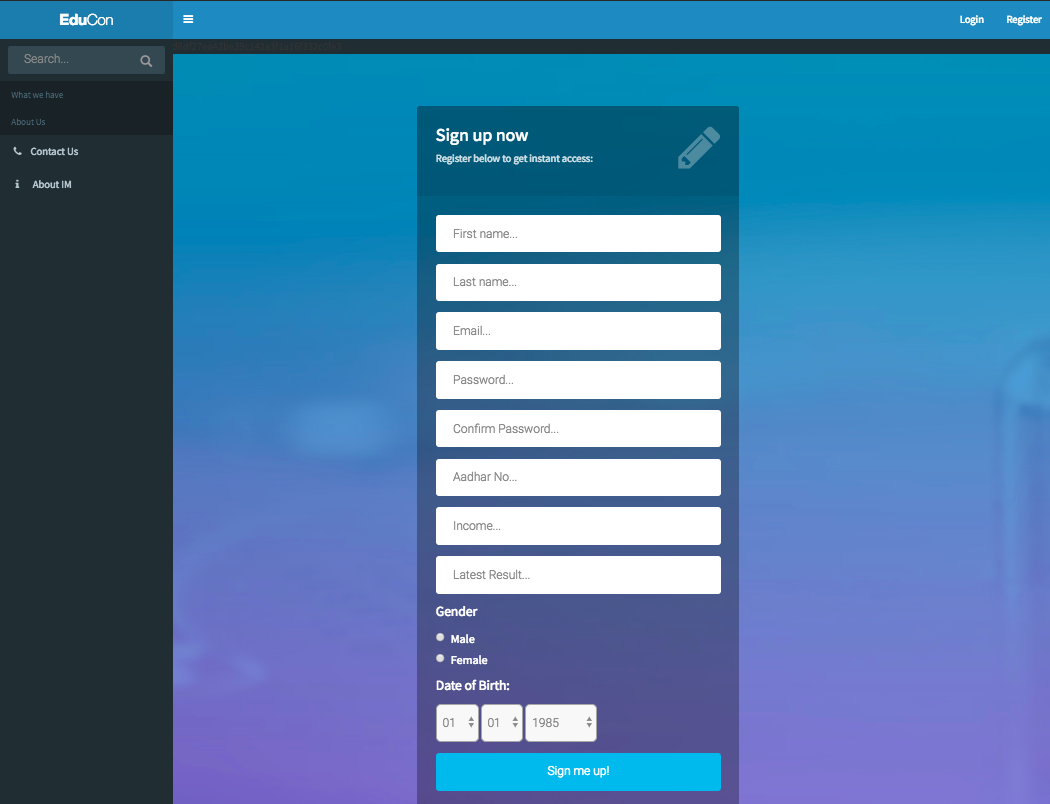 EduCon
Login
Register
Search...
What we have
About Us
Contact Us
About IM
Sign up now
Register below to get instant access:
First name...
Last name...
Email...
Password...
Confirm Password...
Aadhar No...
Income...
Latest Result...
Gender
Male
Female
Date of Birth:
01 01 1985
Sign me up!